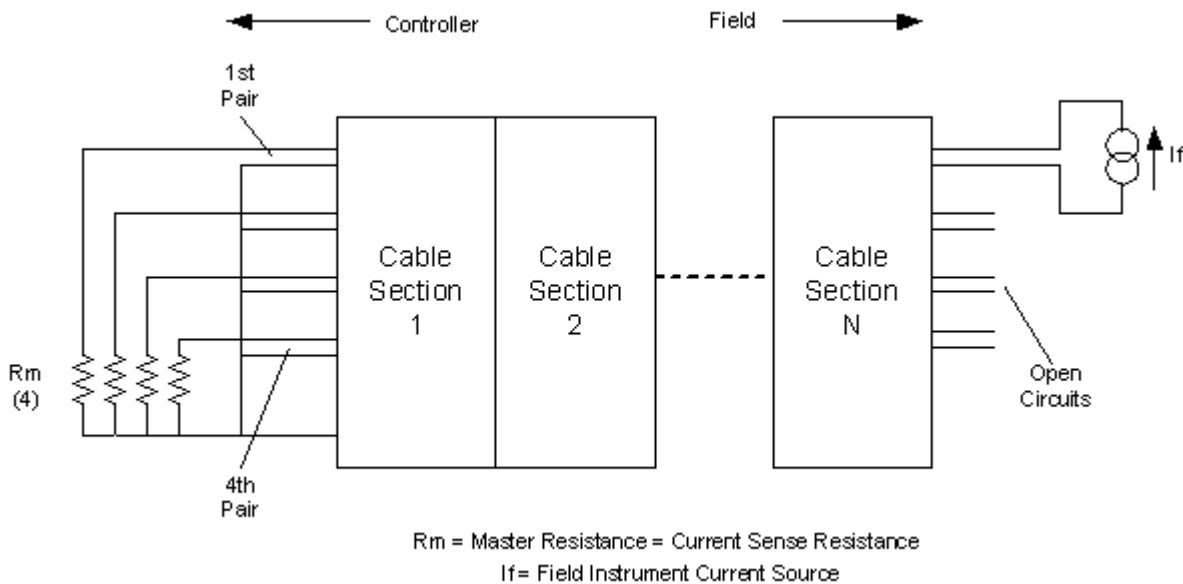 Controller
Field
1st
Pair
If
Cable
Section
1
Cable
Section
2
Cable
Section
N
Rm
(4)
Open
Circuits
4th
Pair
Rm = Master Resistance = Current Sense Resistance
If = Field Instrument Current Source